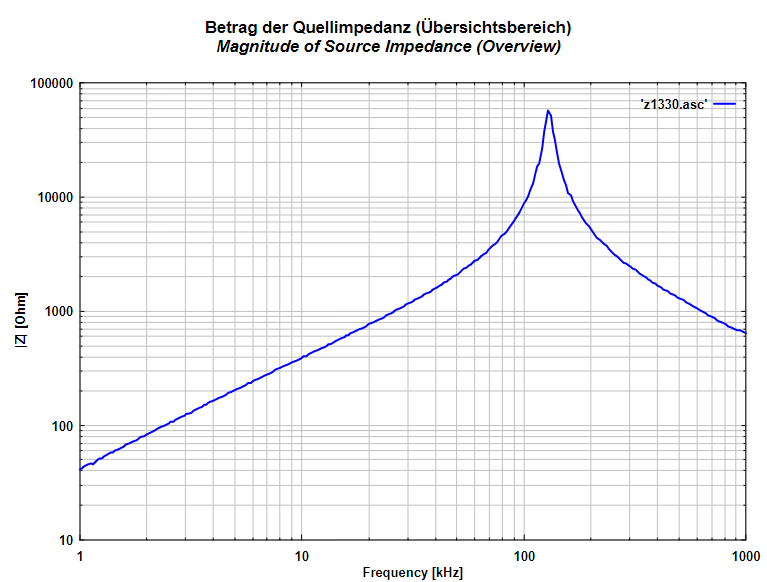 Betrag der Quellimpedanz (Übersichtsbereich)
Magnitude of Source Impedance (Overview)
100000
'z1330.asc'
10000
|Z| [Ohm]
1000
100
10
1 10 100 1000
Frequency [kHz]